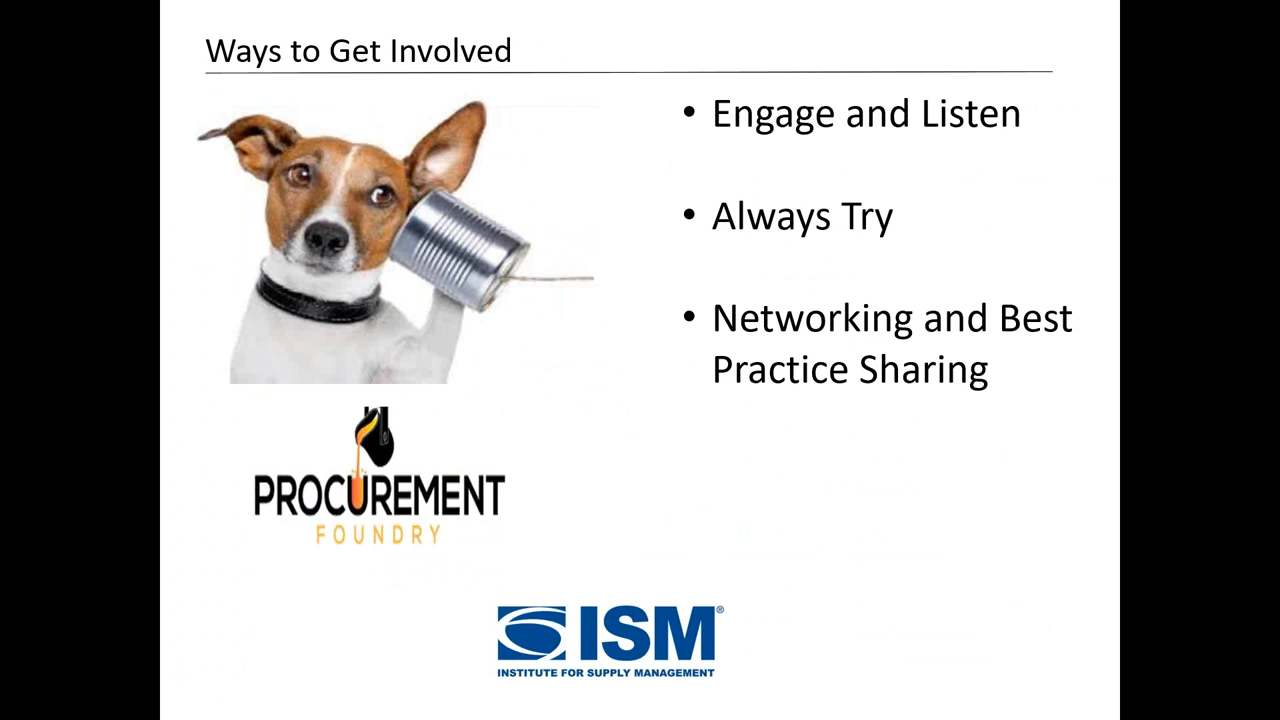 Ways to Get Involved
• Engage and Listen
• Always Try
• Networking and Best
Practice Sharing
PROCUREMENT
FOUNDRY
ISM®
INSTITUTE FOR SUPPLY MANAGEMENT